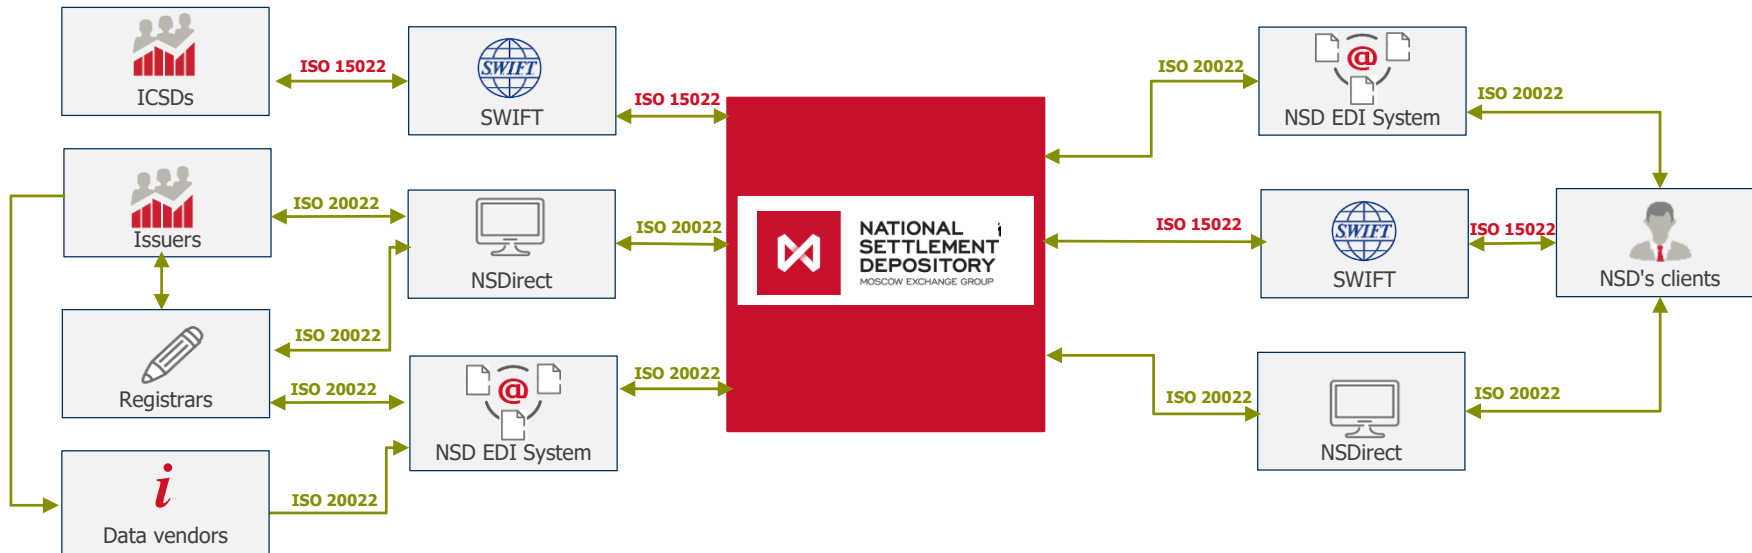 ICSDs
ISO 15022
SWIFT
SWIFT
ISO 15022
Issuers
ISO 20022
NSDirect
ISO 20022
Registrars
ISO 20022
ISO 20022
@
NSD EDI System
ISO 20022
i
Data vendors
ISO 20022
NATIONAL
SETTLEMENT
DEPOSITORY
MOSCOW EXCHANGE GROUP
ISO 20022
@
NSD EDI System
ISO 20022
ISO 15022
SWIFT
SWIFT
ISO 15022
NSD's clients
ISO 20022
NSDirect
ISO 20022